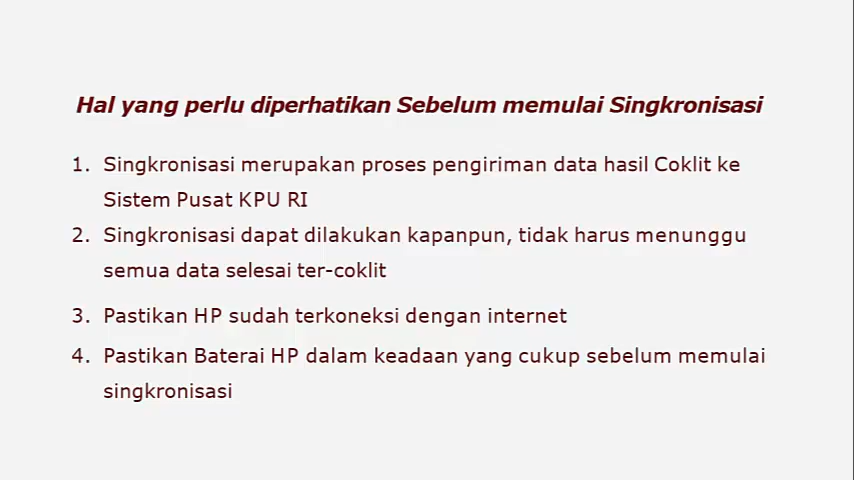 Hal yang perlu diperhatikan Sebelum memulai Singkronisasi
1. Singkronisasi merupakan proses pengiriman data hasil Coklit ke
Sistem Pusat KPU RI
2. Singkronisasi dapat dilakukan kapanpun, tidak harus menunggu
semua data selesai ter-coklit
3. Pastikan HP sudah terkoneksi dengan internet
4. Pastikan Baterai HP dalam keadaan yang cukup sebelum memulai
singkronisasi